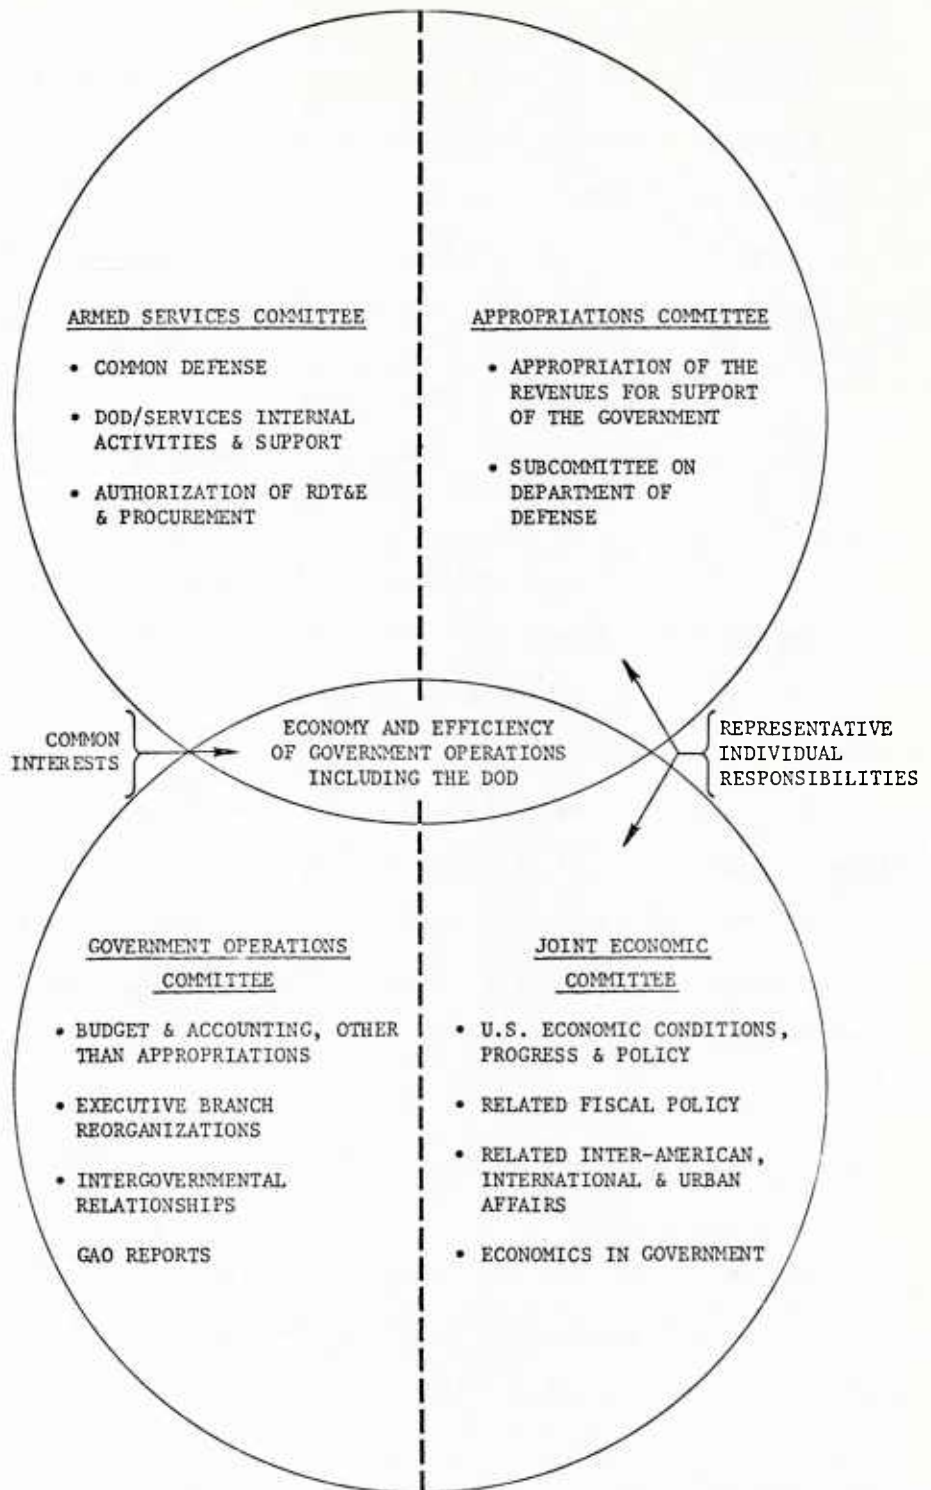 ARMED SERVICES COMMITTEE
• COMMON DEFENSE
• DOD/SERVICES INTERNAL
ACTIVITIES & SUPPORT
• AUTHORIZATION OF RDT&E
& PROCUREMENT
APPROPRIATIONS COMMITTEE
• APPROPRIATION OF THE
REVENUES FOR SUPPORT
OF THE GOVERNMENT
• SUBCOMMITTEE ON
DEPARTMENT OF
DEFENSE
COMMON
INTERESTS
ECONOMY AND EFFICIENCY
OF GOVERNMENT OPERATIONS
INCLUDING THE DOD
REPRESENTATIVE
INDIVIDUAL
RESPONSIBILITIES
GOVERNMENT OPERATIONS
COMMITTEE
• BUDGET & ACCOUNTING, OTHER
THAN APPROPRIATIONS
• EXECUTIVE BRANCH
REORGANIZATIONS
• INTERGOVERNMENTAL
RELATIONSHIPS
GAO REPORTS
JOINT ECONOMIC
COMMITTEE
• U.S. ECONOMIC CONDITIONS,
PROGRESS & POLICY
• RELATED FISCAL POLICY
• RELATED INTER-AMERICAN,
INTERNATIONAL & URBAN
AFFAIRS
• ECONOMICS IN GOVERNMENT